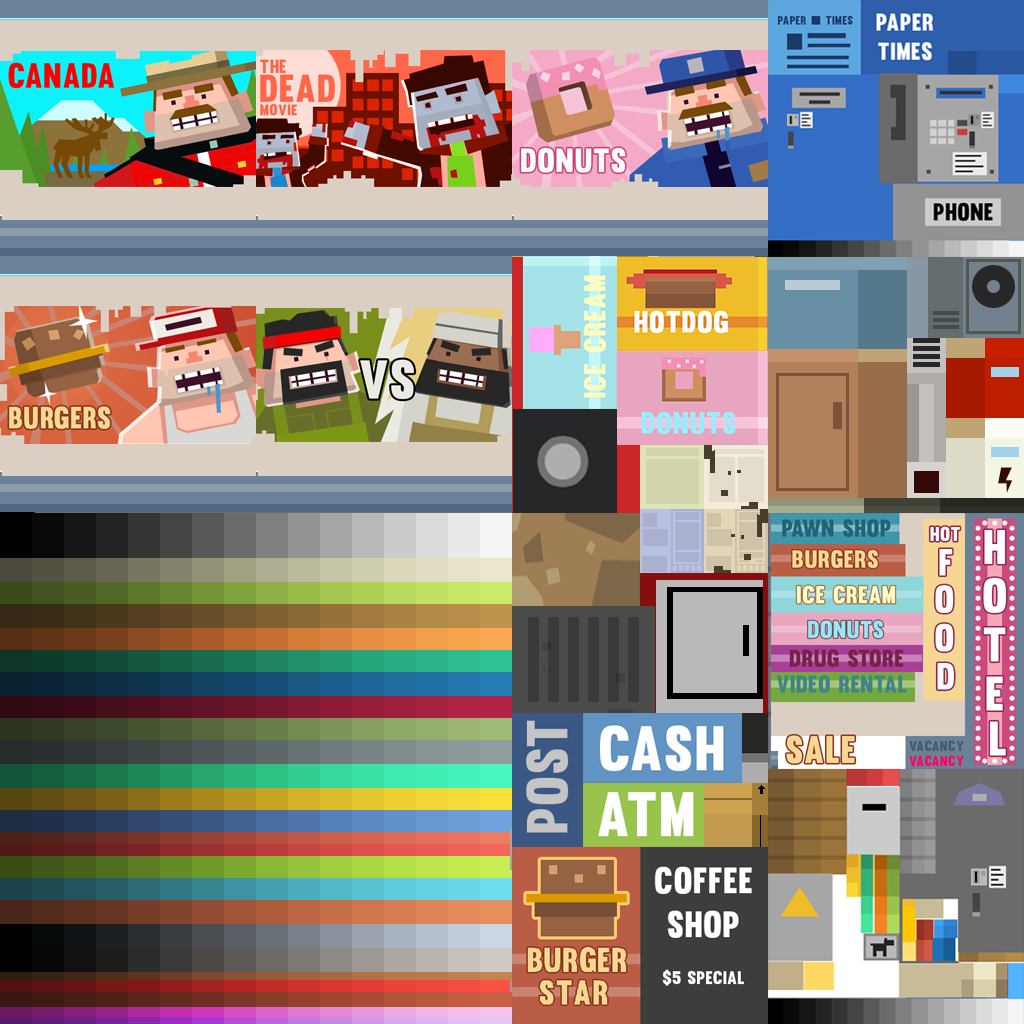 CANADA
THE
DEAD
MOVIE
DONUTS
PAPER TIMES
PAPER
TIMES
PHONE
BURGERS
VS
ICE CREAM
HOTDOG
DONUTS
PAWN SHOP
BURGERS
ICE CREAM
DONUTS
DRUG STORE
VIDEO RENTAL
HOT
FOOD
HOTEL
SALE
VACANCY
VACANCY
POST
CASH
ATM
BURGER
STAR
COFFEE
SHOP
$5 SPECIAL